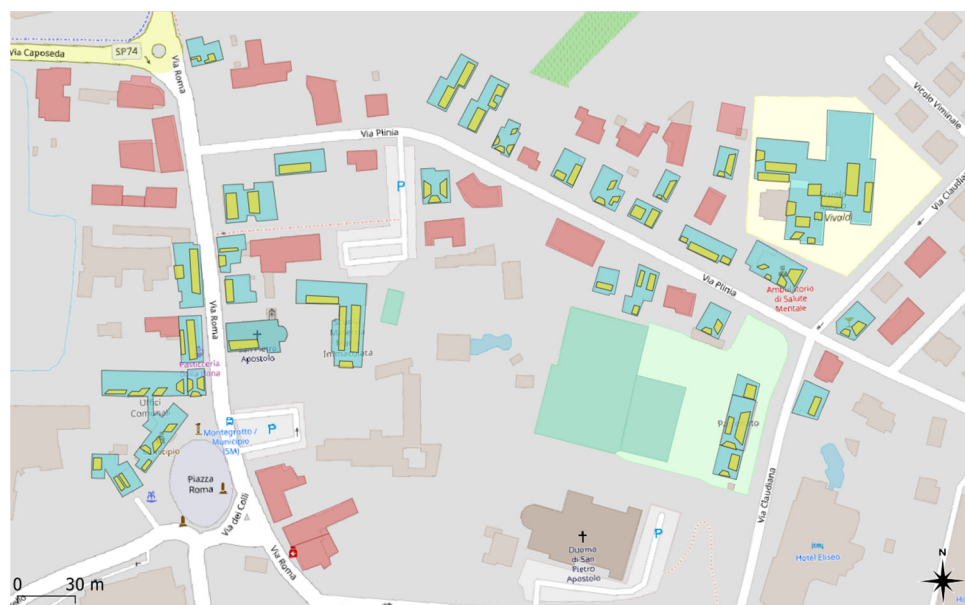 Via Caposeda
SP74
Via Roma
Via Plinia
P
Vicolo Viminale
Via Claudiana
Vivaldi
Via Plinia
Ambulatorio
di Salute
Mentale
Via Roma
San Pietro
Apostolo
Immacolata
Pasticceria
Uffici
Comunali
P
Montegrotto /
Municipio
(SM)
Piazza
Roma
Via dei Colli
Via Roma
Via Claudiana
Duomo
di San
Pietro
Apostolo
P
Hotel Eliseo
0 30 m
N